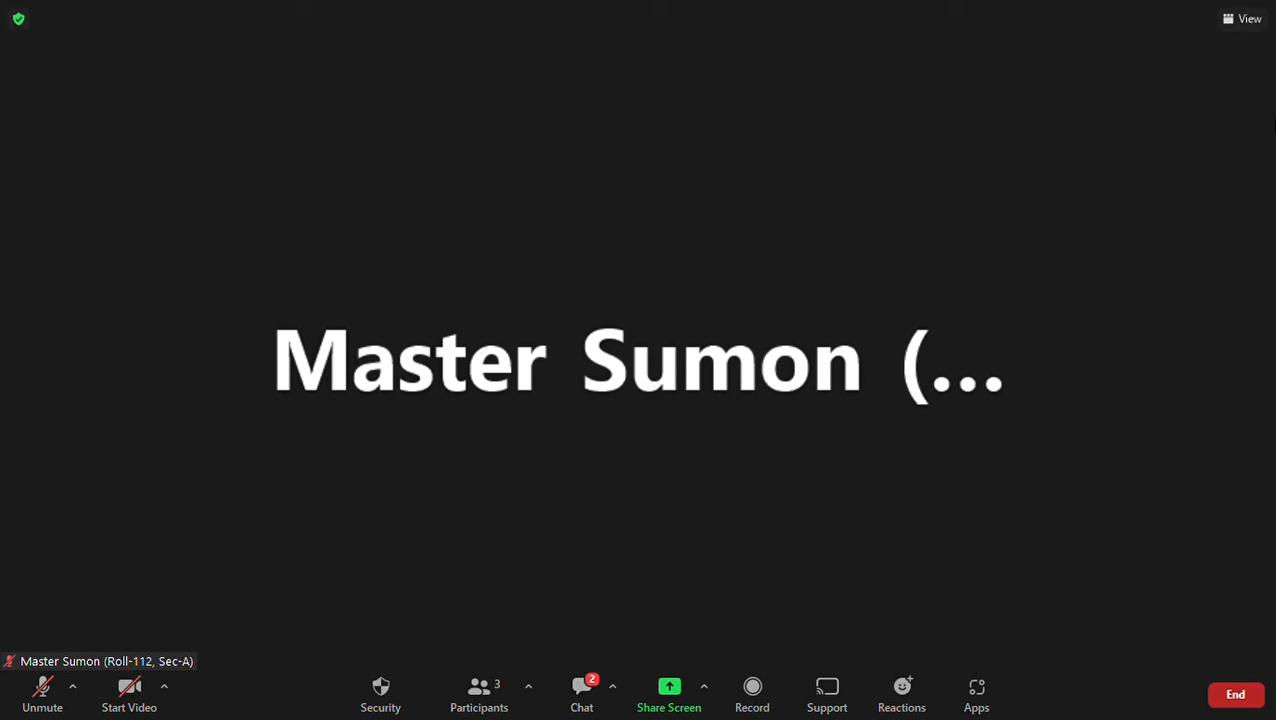 View
Master Sumon (...
Master Sumon (Roll-112, Sec-A)
Unmute
Start Video
Security
3
Participants
2
Chat
Share Screen
Record
Support
Reactions
Apps
End